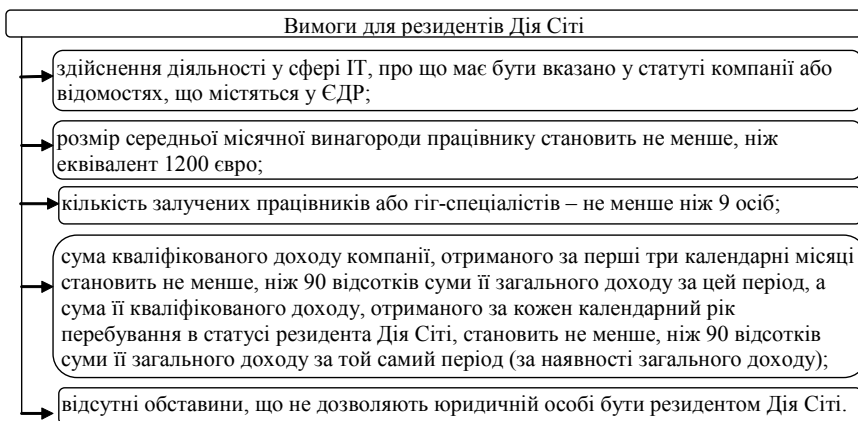 Вимоги для резидентів Дія Сіті
здійснення діяльності у сфері ІТ, про що має бути вказано у статуті компанії або
відомостях, що містяться у ЄДР;
розмір середньої місячної винагороди працівнику становить не менше, ніж
еквівалент 1200 євро;
кількість залучених працівників або гіг-спеціалістів – не менше ніж 9 осіб;
сума кваліфікованого доходу компанії, отриманого за перші три календарні місяці
становить не менше, ніж 90 відсотків суми її загального доходу за цей період, а
сума її кваліфікованого доходу, отриманого за кожен календарний рік
перебування в статусі резидента Дія Сіті, становить не менше, ніж 90 відсотків
суми її загального доходу за той самий період (за наявності загального доходу);
відсутні обставини, що не дозволяють юридичній особі бути резидентом Дія Сіті.